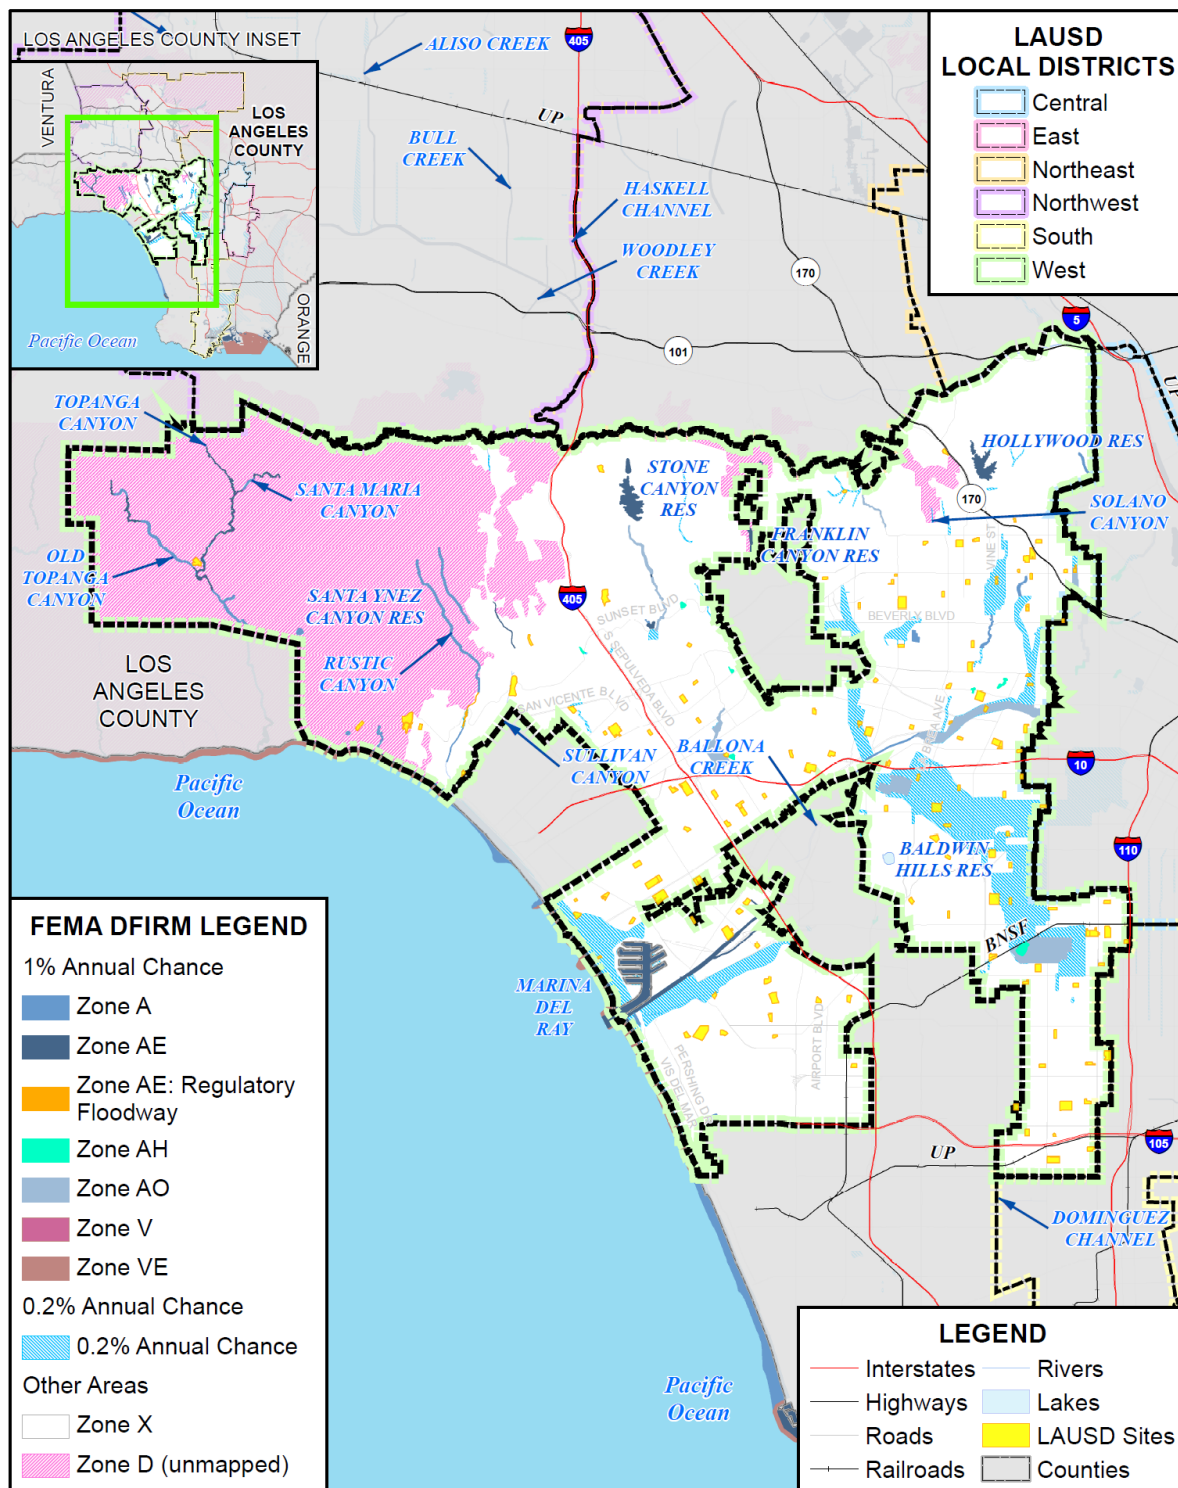 LOS ANGELES COUNTY INSET
VENTURA
LOS
ANGELES
COUNTY
ORANGE
Pacific Ocean
ALISO CREEK
405
UP
BULL
CREEK
HASKELL
CHANNEL
WOODLEY
CREEK
170
101
5
UP
LAUSD
LOCAL DISTRICTS
Central
East
Northeast
Northwest
South
West
TOPANGA
CANYON
SANTA MARIA
CANYON
OLD
TOPANGA
CANYON
SANTA YNEZ
CANYON RES
RUSTIC
CANYON
LOS
ANGELES
COUNTY
STONE
CANYON
RES
HOLLYWOOD RES
170
SOLANO
CANYON
FRANKLIN
CANYON RES
VINE ST
405
SUNSET BLVD
BEVERLY BLVD
S SEPULVEDA BLVD
SAN VICENTE BLVD
LA BREA AVE
SULLIVAN
CANYON
BALLONA
CREEK
10
Pacific
Ocean
BALDWIN
HILLS RES
110
BNSF
MARINA
DEL
RAY
AIRPORT BLVD
PERSHING DR
VIS DEL MAR
UP
105
DOMINGUEZ
CHANNEL
Pacific
Ocean
FEMA DFIRM LEGEND
1% Annual Chance
Zone A
Zone AE
Zone AE: Regulatory
Floodway
Zone AH
Zone AO
Zone V
Zone VE
0.2% Annual Chance
0.2% Annual Chance
Other Areas
Zone X
Zone D (unmapped)
LEGEND
Interstates
Rivers
Highways
Lakes
Roads
LAUSD Sites
Railroads
Counties